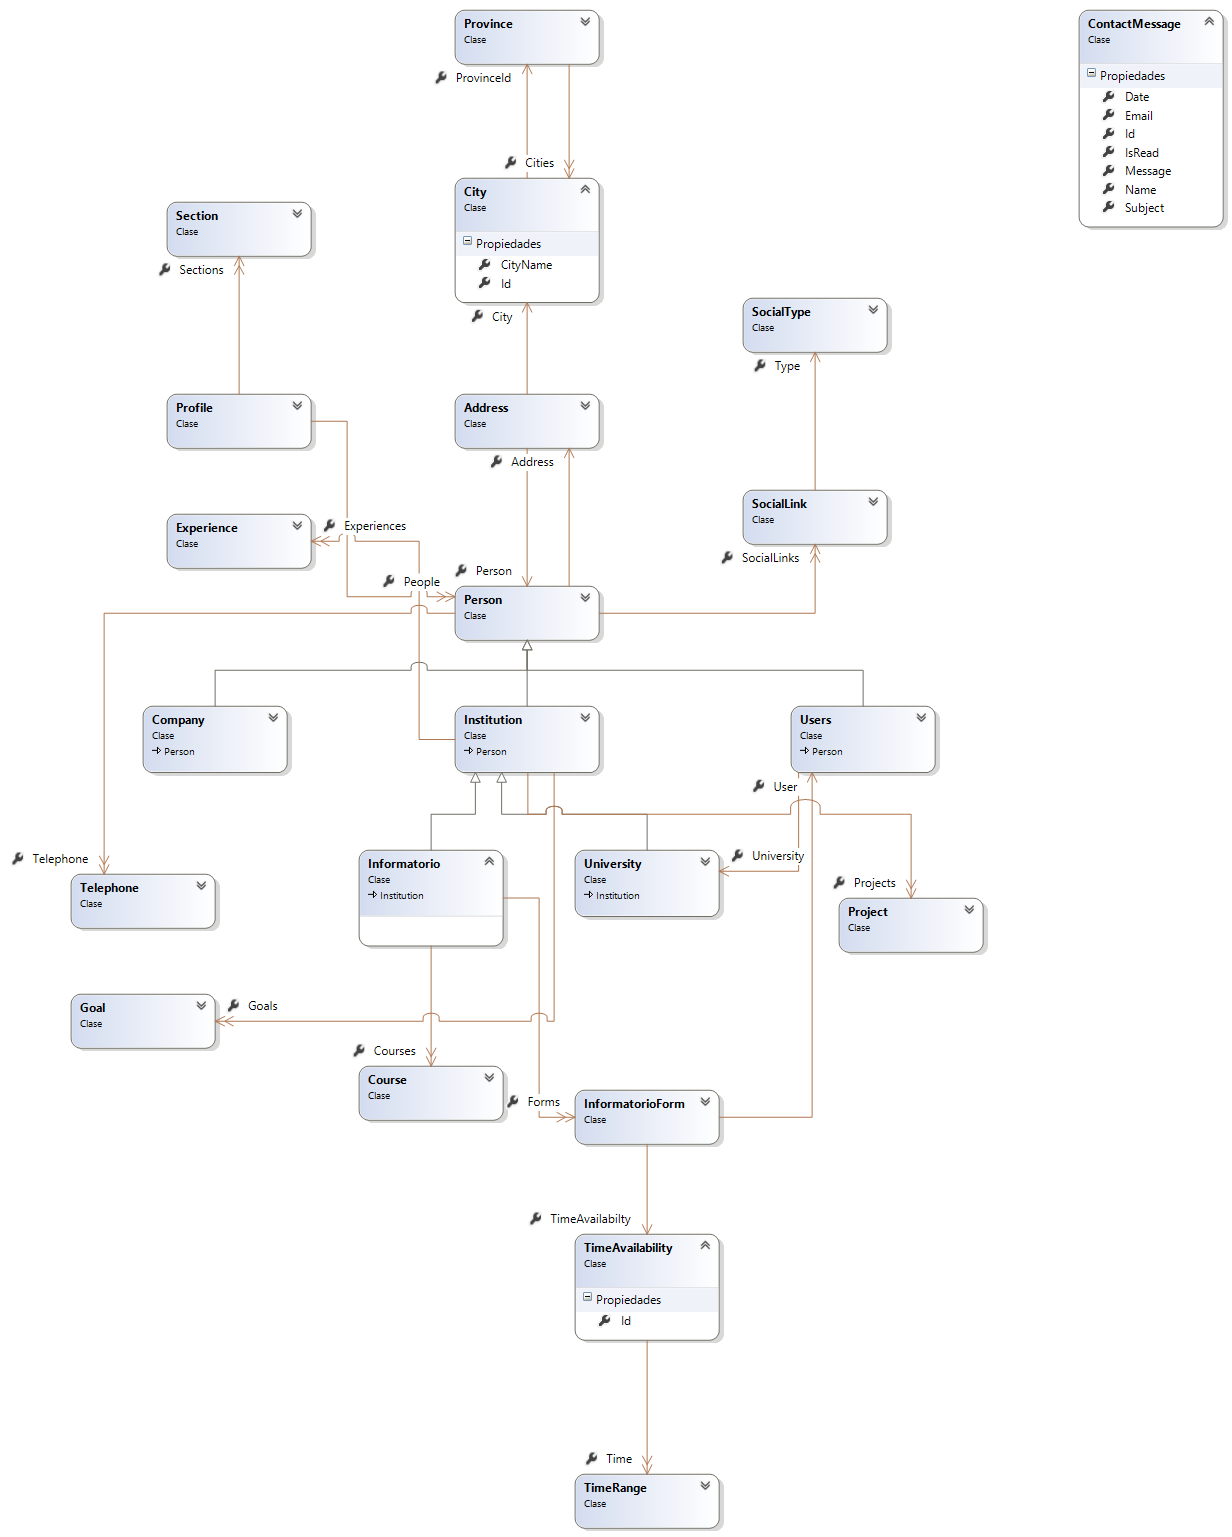 Province
Clase
ProvinceId
Cities
ContactMessage
Clase
Propiedades
Date
Email
Id
IsRead
Message
Name
Subject
City
Clase
Propiedades
CityName
Id
City
Section
Clase
Sections
SocialType
Clase
Type
Profile
Clase
Address
Clase
Address
SocialLink
Clase
SocialLinks
Experience
Clase
Experiences
People
Person
Person
Clase
Company
Clase
Person
Institution
Clase
Person
Users
Clase
Person
User
Telephone
Telephone
Clase
Informatorio
Clase
Institution
University
Clase
Institution
University
Projects
Project
Clase
Goal
Clase
Goals
Courses
Course
Clase
Forms
InformatorioForm
Clase
TimeAvailabilty
TimeAvailability
Clase
Propiedades
Id
Time
TimeRange
Clase